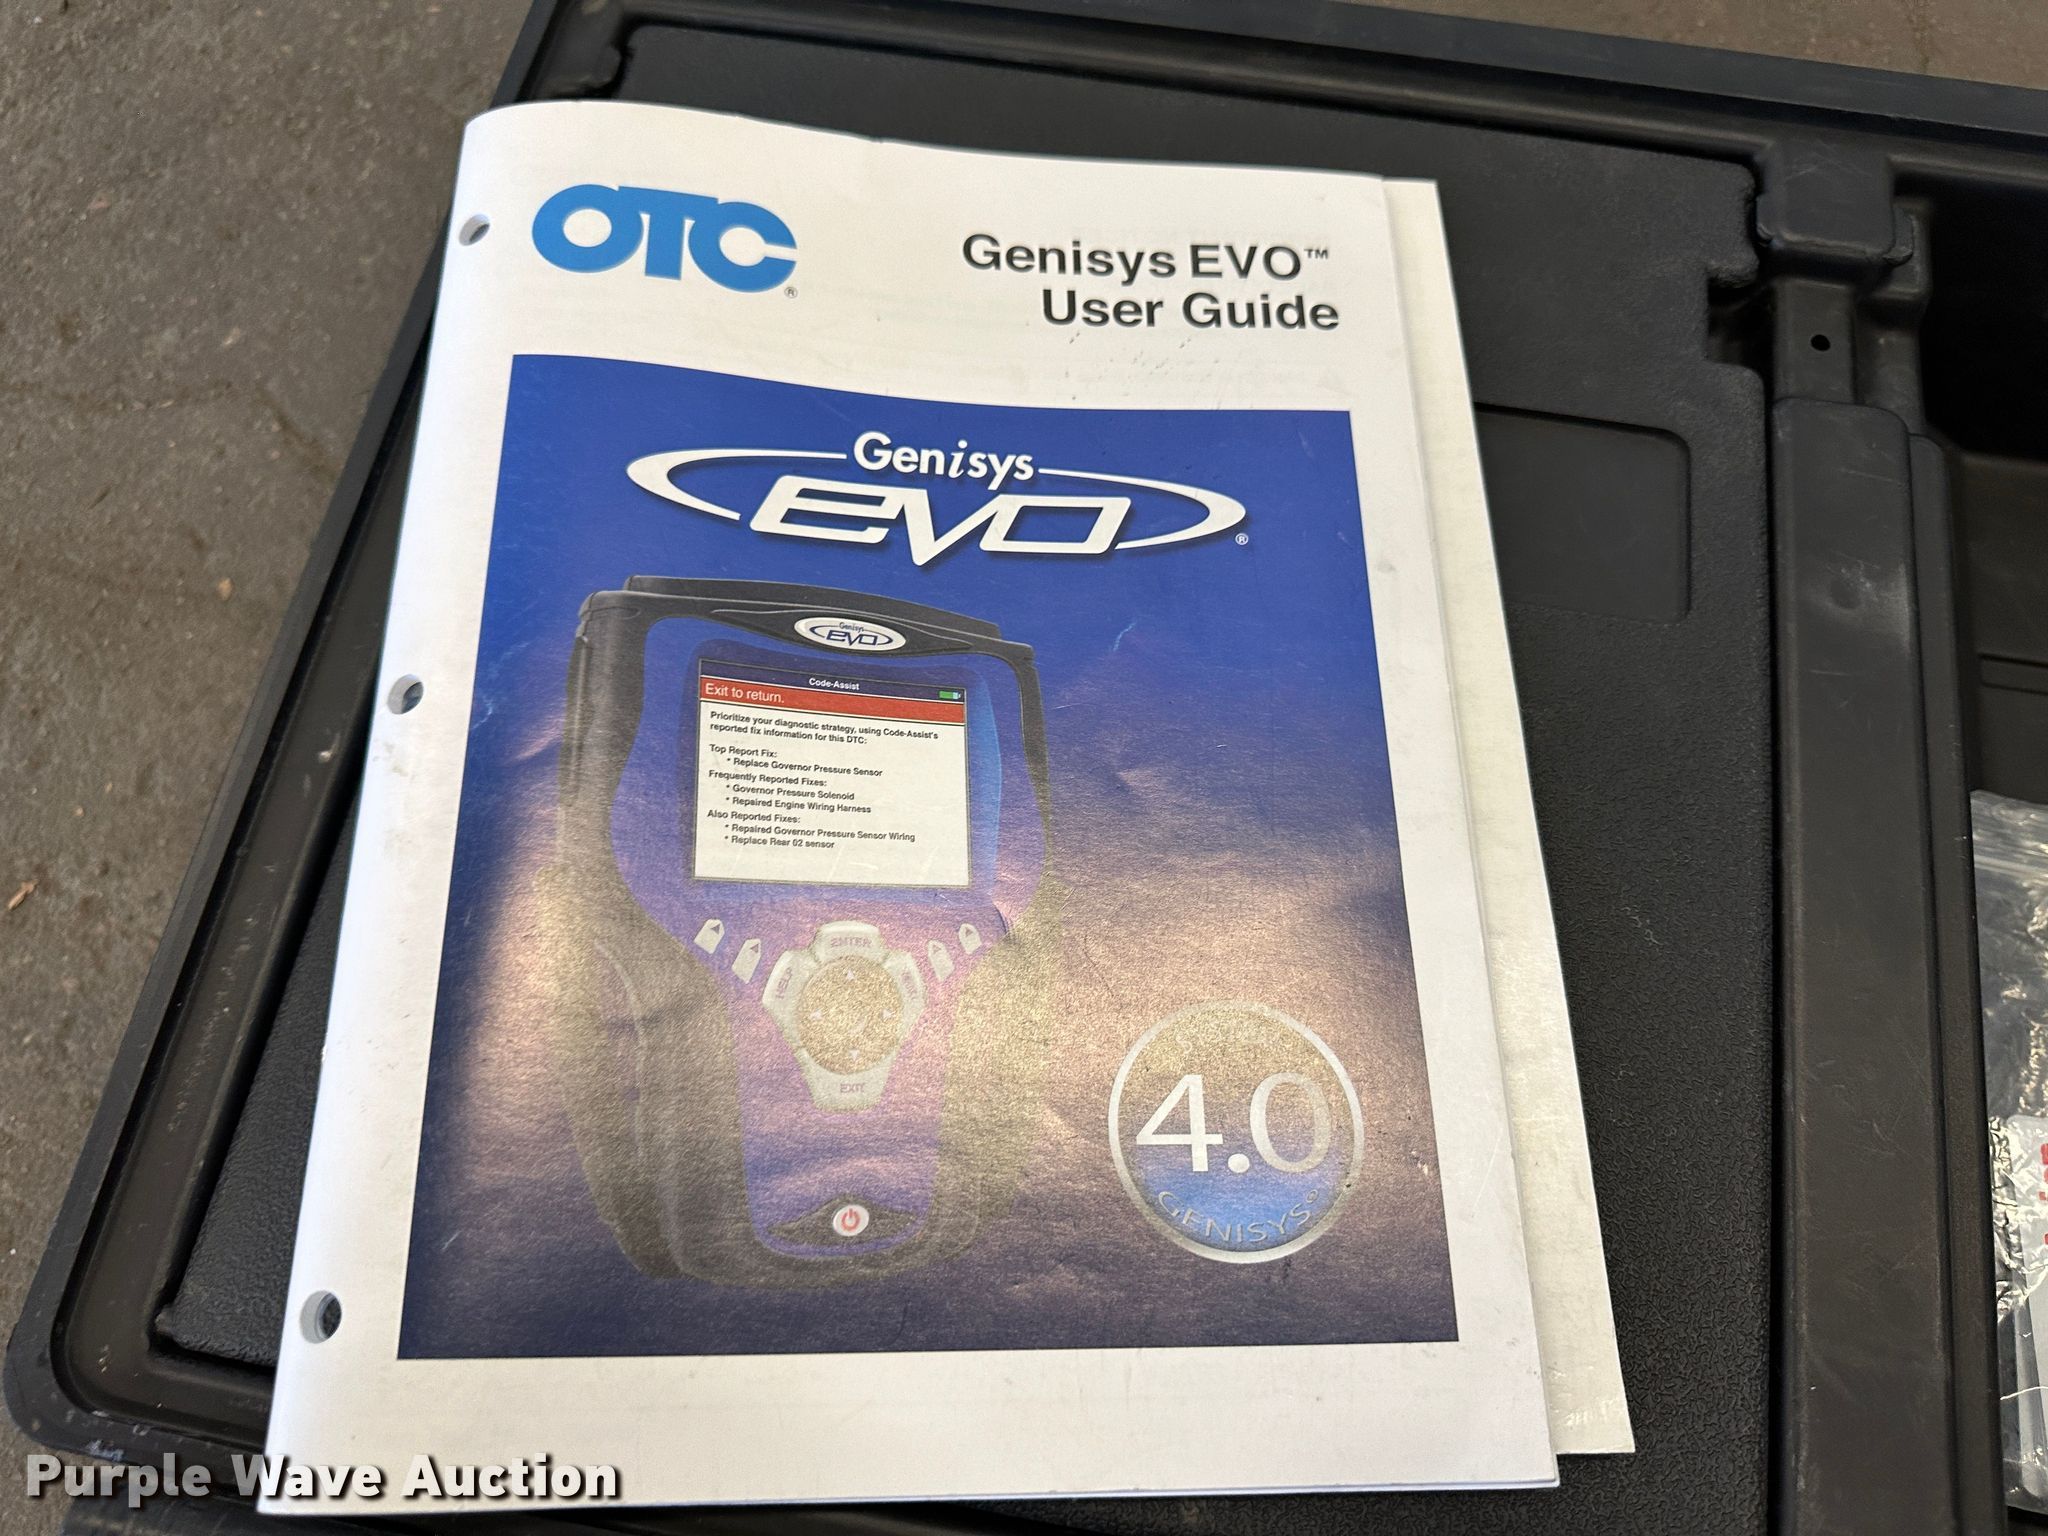 OTC®
Genisys EVO™
User Guide
Genisys
evo®
Genisys
evo
Code-Assist
Exit to return.
Prioritize your diagnostic strategy, using Code-Assist's
reported fix information for this DTC:
Top Report Fix:
* Replace Governor Pressure Sensor
Frequently Reported Fixes:
* Governor Pressure Solenoid
* Repaired Engine Wiring Harness
Also Reported Fixes:
* Repaired Governor Pressure Sensor Wiring
* Replace Rear 02 sensor
ENTER
HELP
EXIT
4.0
GENISYS®
Purple Wave Auction